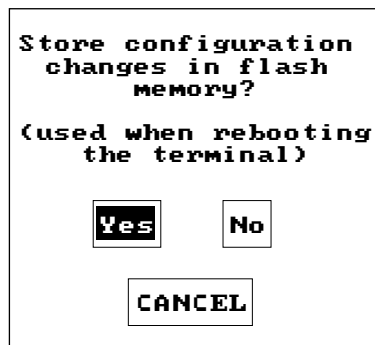 Store configuration
changes in flash
memory?
(used when rebooting
the terminal)
Yes No
CANCEL